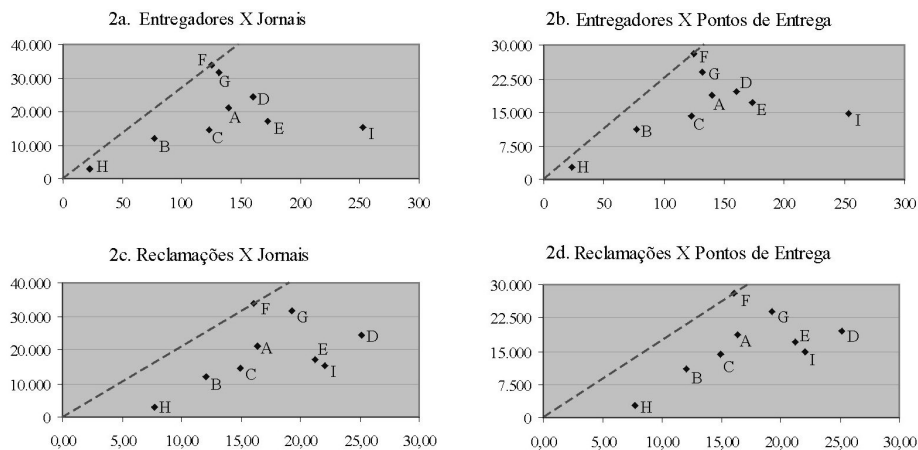 2a. Entregadores X Jornais
40.000
30.000
20.000
10.000
0
0 50 100 150 200 250 300
F
G
D
A
E
I
C
B
H
2b. Entregadores X Pontos de Entrega
30.000
22.500
15.000
7.500
0
0 50 100 150 200 250 300
F
G
D
A
E
I
C
B
H
2c. Reclamações X Jornais
40.000
30.000
20.000
10.000
0
0,00 5,00 10,00 15,00 20,00 25,00 30,00
F
G
D
A
E
I
C
B
H
2d. Reclamações X Pontos de Entrega
30.000
22.500
15.000
7.500
0
0,00 5,00 10,00 15,00 20,00 25,00 30,00
F
G
D
A
E
I
C
B
H